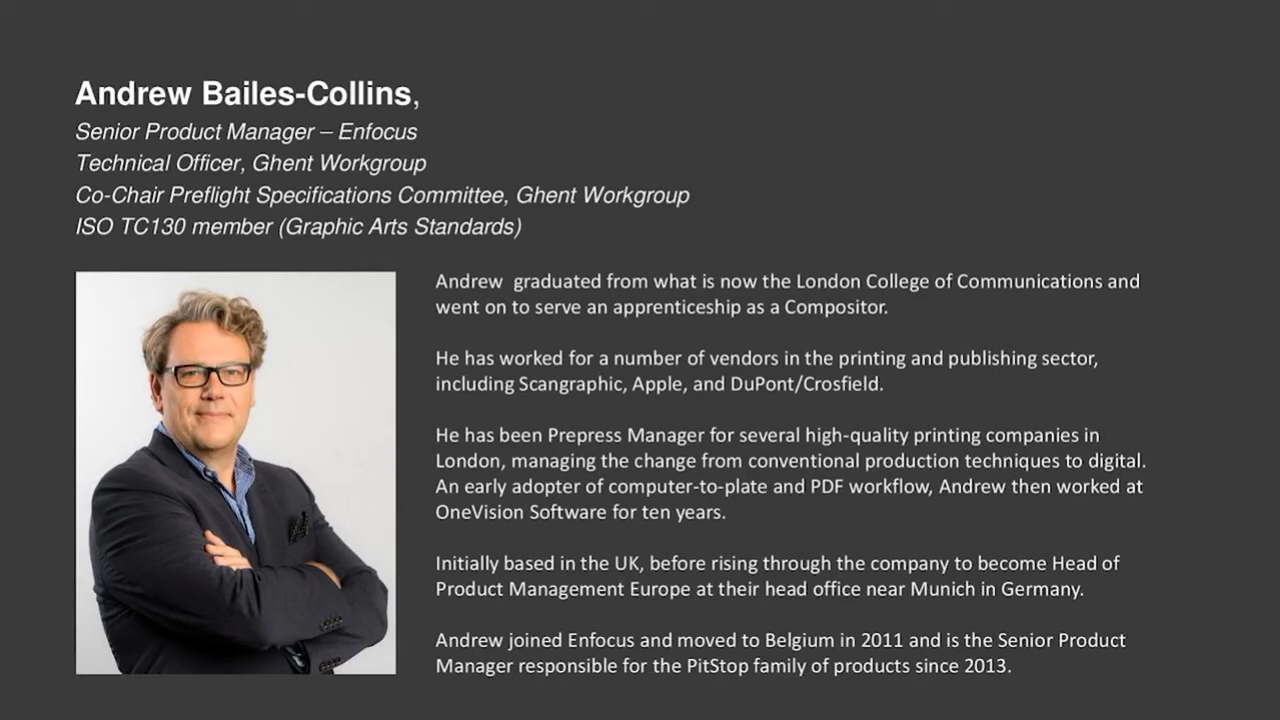 Andrew Bailes-Collins,
Senior Product Manager – Enfocus
Technical Officer, Ghent Workgroup
Co-Chair Preflight Specifications Committee, Ghent Workgroup
ISO TC130 member (Graphic Arts Standards)
Andrew  graduated from what is now the London College of Communications and
went on to serve an apprenticeship as a Compositor.
He has worked for a number of vendors in the printing and publishing sector,
including Scangraphic, Apple, and DuPont/Crosfield.
He has been Prepress Manager for several high-quality printing companies in
London, managing the change from conventional production techniques to digital.
An early adopter of computer-to-plate and PDF workflow, Andrew then worked at
OneVision Software for ten years.
Initially based in the UK, before rising through the company to become Head of
Product Management Europe at their head office near Munich in Germany.
Andrew joined Enfocus and moved to Belgium in 2011 and is the Senior Product
Manager responsible for the PitStop family of products since 2013.